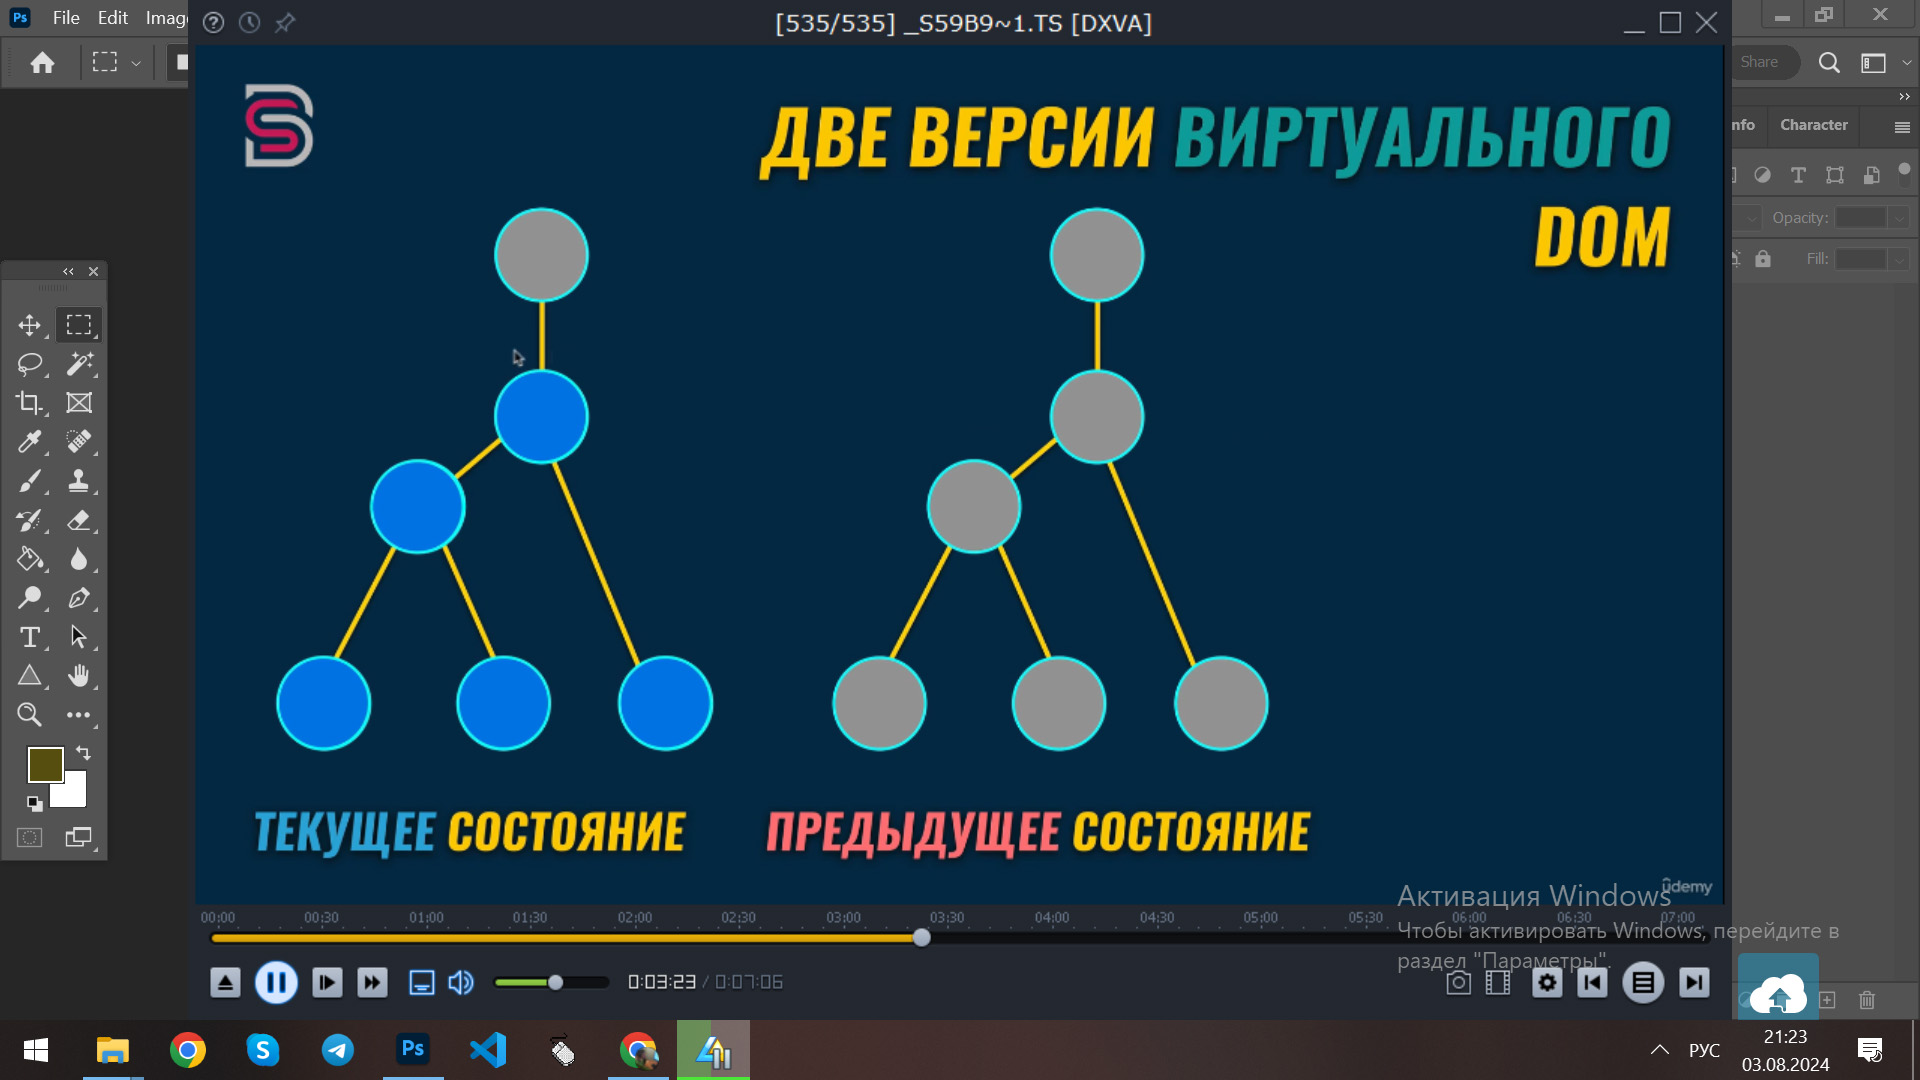 Ps File Edit Imag
[535/535] _S59B9~1.TS [DXVA]
Share
ДВЕ ВЕРСИИ ВИРТУАЛЬНОГО
DOM
nfo Character
Opacity:
Fill:
ТЕКУЩЕЕ СОСТОЯНИЕ
ПРЕДЫДУЩЕЕ СОСТОЯНИЕ
udemy
Активация Windows
Чтобы активировать Windows, перейдите в
раздел "Параметры".
00:00 00:30 01:00 01:30 02:00 02:30 03:00 03:30 04:00 04:30 05:00 05:30 06:00 06:30 07:00
0:03:23 / 0:07:06
Ps
РУС
21:23
03.08.2024